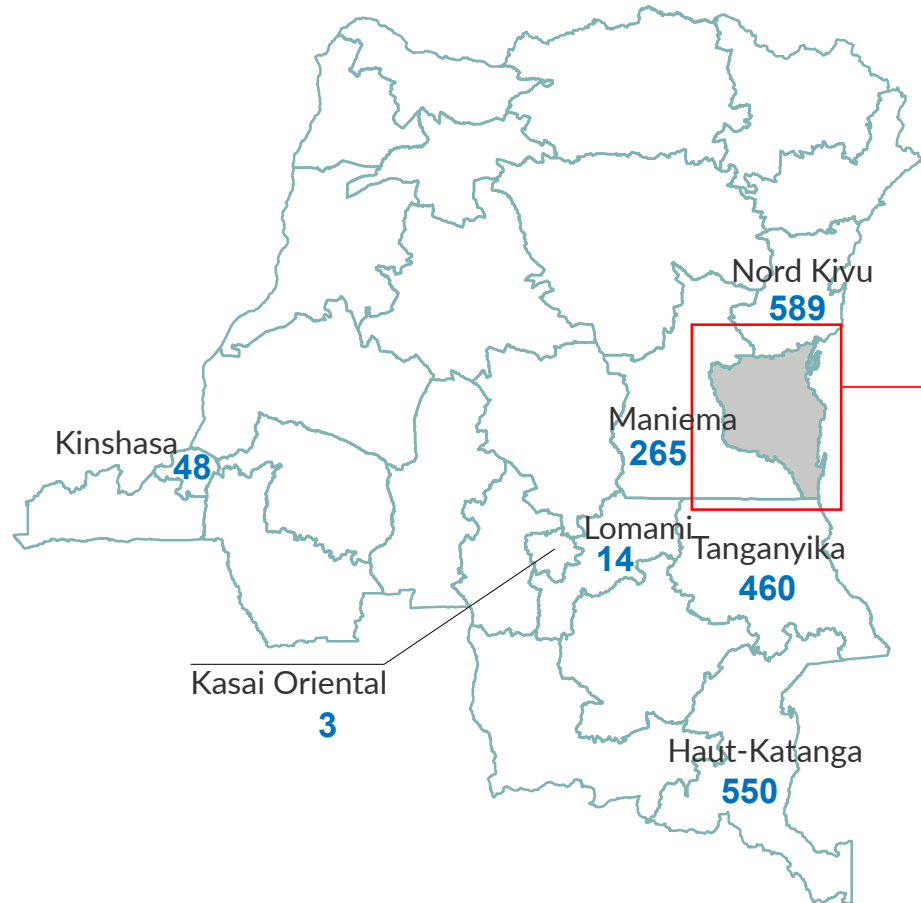 Nord Kivu
589
Maniema
265
Kinshasa
48
Lomami
14
Tanganyika
460
Kasai Oriental
3
Haut-Katanga
550